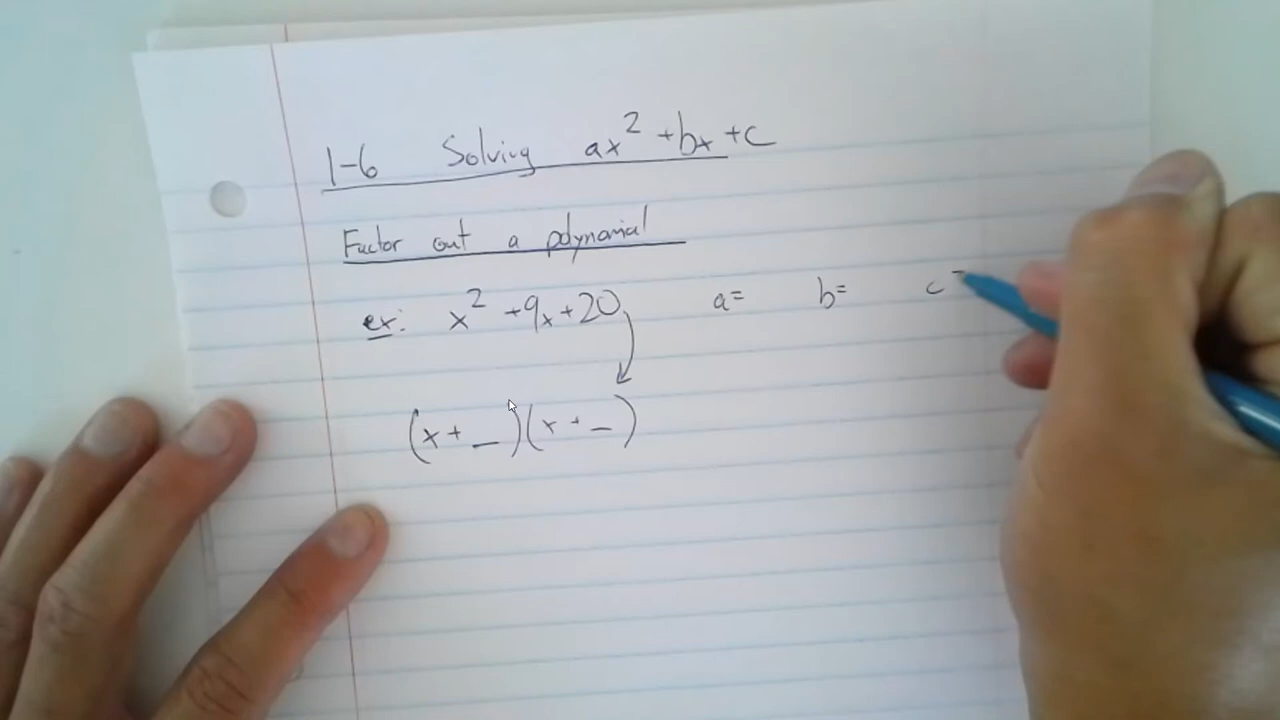 1-6 Solving ax² + bx + c
Factor out a polynomial
ex: x² + 9x + 20 a= b= c=
(x + _)(x + _)